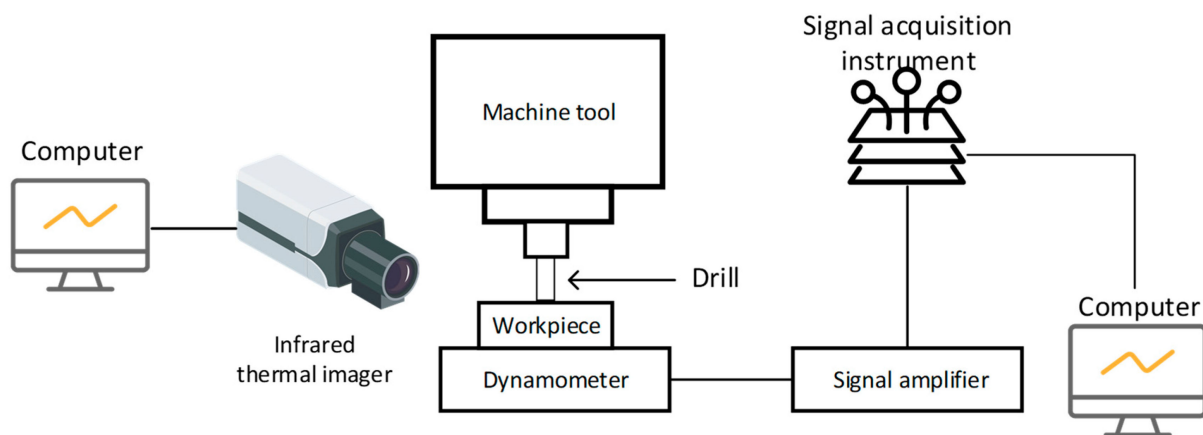 Signal acquisition
instrument
Machine tool
Computer
Drill
Computer
Workpiece
Infrared
thermal imager
Dynamometer
Signal amplifier